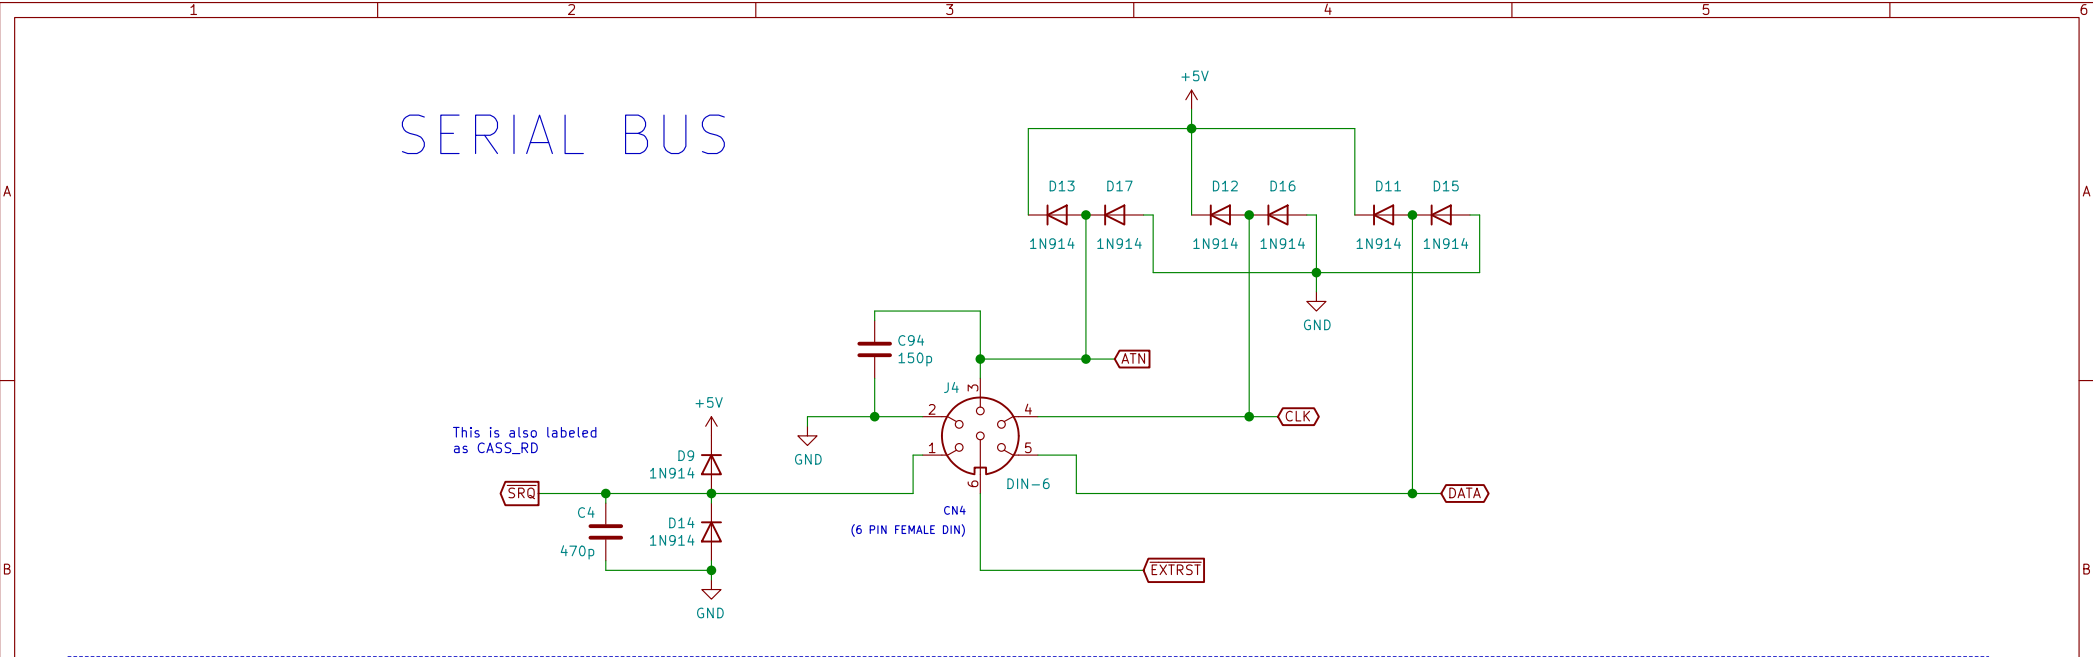 1 2 3 4 5 6
+5V
SERIAL BUS
A A
D13 D17 D12 D16 D11 D15
1N914 1N914 1N914 1N914 1N914 1N914
GND
C94
150p
ATN
J4 3
+5V
2 4 CLK
This is also labeled
as CASS_RD
1 5
D9
1N914
GND
6 DIN-6
SRQ DATA
C4
CN4
D14
1N914
(6 PIN FEMALE DIN)
470p
B EXTRST B
GND